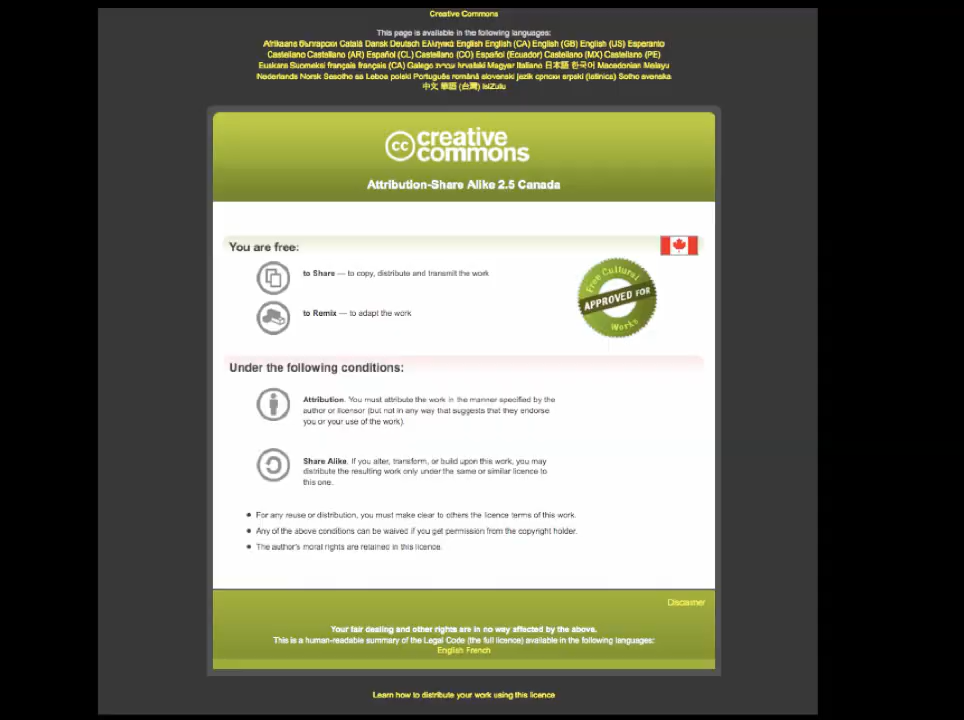 Creative Commons
This page is available in the following languages:
Afrikaans български Català Dansk Deutsch Ελληνικά English English (CA) English (GB) English (US) Esperanto
Castellano Castellano (AR) Español (CL) Castellano (CO) Español (Ecuador) Castellano (MX) Castellano (PE)
Euskara Suomeksi français français (CA) Galego עברית hrvatski Magyar Italiano 日本語 한국어 Macedonian Melayu
Nederlands Norsk Sesotho sa Leboa polski Português română slovenski jezik српски srpski (latinica) Sotho svenska
中文 華語 (台灣) isiZulu
cc creative commons
Attribution-Share Alike 2.5 Canada
You are free:
to Share — to copy, distribute and transmit the work
to Remix — to adapt the work
Free Cultural
APPROVED FOR
Works
Under the following conditions:
Attribution. You must attribute the work in the manner specified by the
author or licensor (but not in any way that suggests that they endorse
you or your use of the work).
Share Alike. If you alter, transform, or build upon this work, you may
distribute the resulting work only under the same or similar licence to
this one.
For any reuse or distribution, you must make clear to others the licence terms of this work.
Any of the above conditions can be waived if you get permission from the copyright holder.
The author's moral rights are retained in this licence.
Disclaimer
Your fair dealing and other rights are in no way affected by the above.
This is a human-readable summary of the Legal Code (the full licence) available in the following languages:
English French
Learn how to distribute your work using this licence